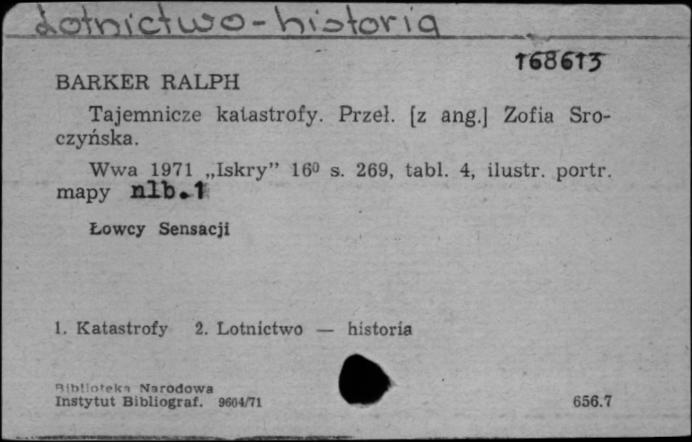 Lotnictwo - historia
168613
BARKER RALPH
Tajemnicze katastrofy. Przeł. [z ang.] Zofia Sro-
czyńska.
Wwa 1971 „Iskry” 16⁰ s. 269, tabl. 4, ilustr. portr.
mapy nlb.1
Łowcy Sensacji
1. Katastrofy 2. Lotnictwo — historia
Biblioteka Narodowa
Instytut Bibliograf. 9604/71
656.7